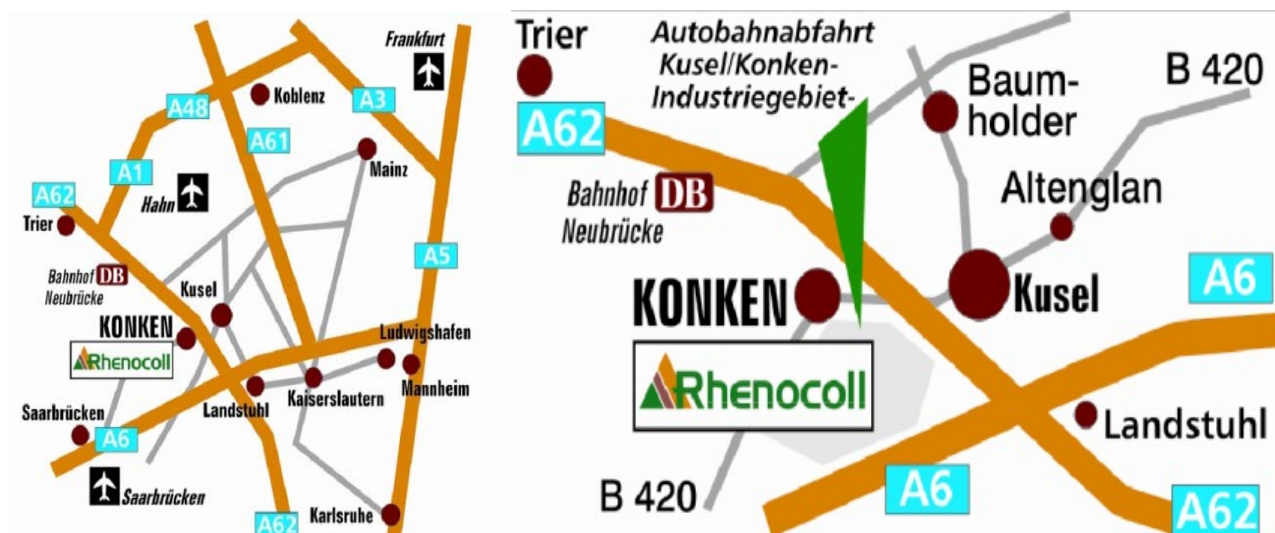 Frankfurt
A48
Koblenz
A3
A61
Mainz
A1
A62
Hahn
Trier
A5
Bahnhof DB
Neubrücke
Kusel
KONKEN
Rhenocoll
Ludwigshafen
Mannheim
Landstuhl
Kaiserslautern
Saarbrücken
A6
Saarbrücken
A62
Karlsruhe
Trier
Autobahnabfahrt
Kusel/Konken-
Industriegebiet-
B 420
A62
Baum-
holder
Bahnhof DB
Neubrücke
Altenglan
A6
KONKEN
Kusel
Rhenocoll
Landstuhl
B 420
A6
A62